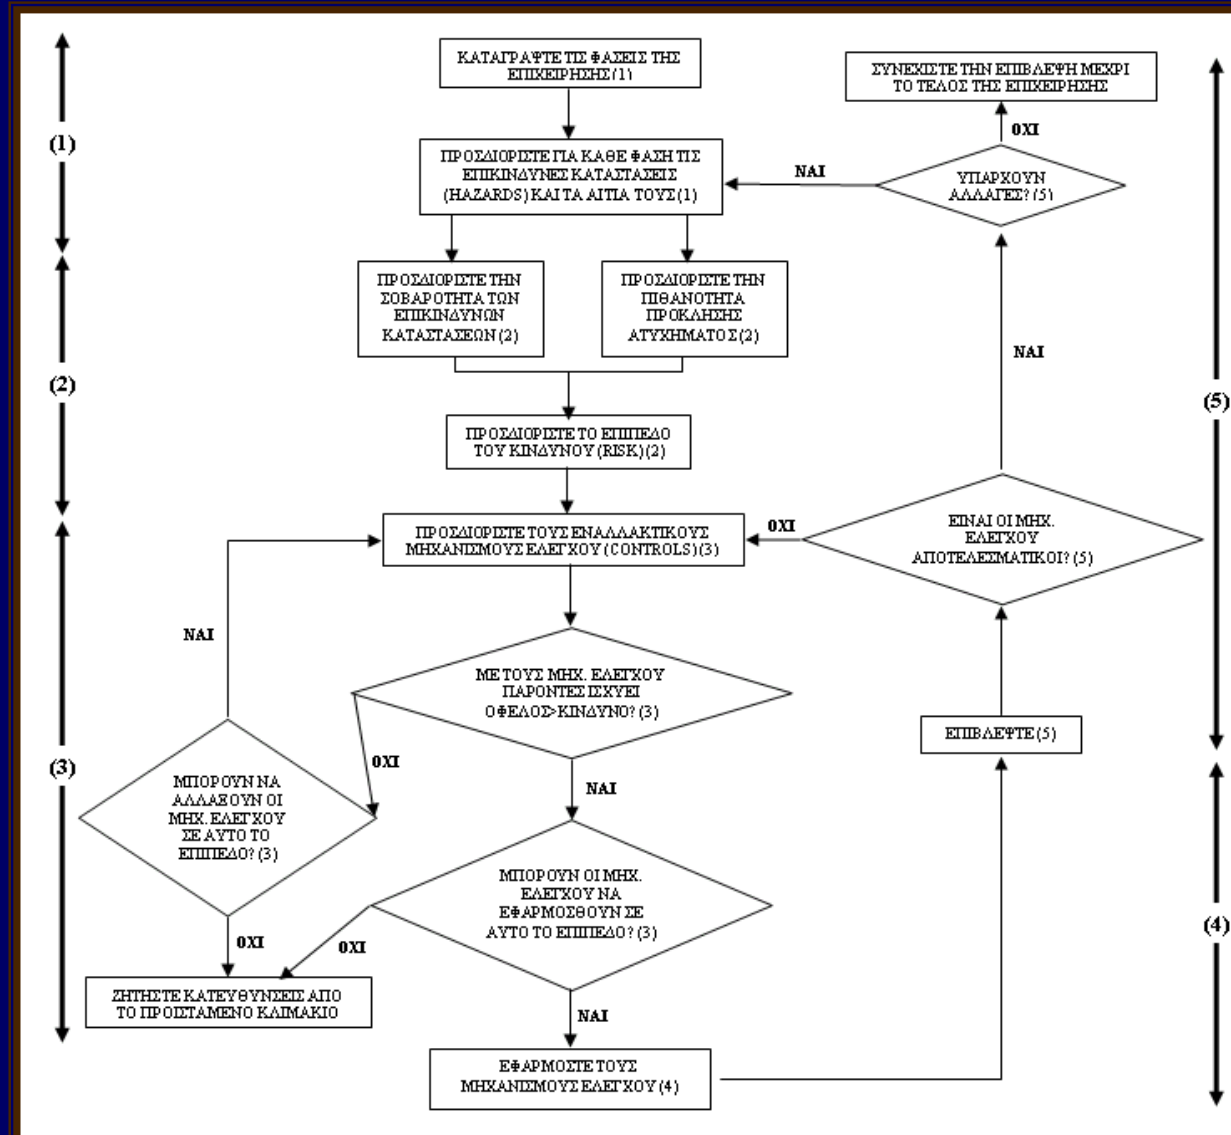 ΚΑΤΑΓΡΑΨΤΕ ΤΙΣ ΦΑΣΕΙΣ ΤΗΣ
ΕΠΙΧΕΙΡΗΣΗΣ (1)
ΣΥΝΕΧΙΣΤΕ ΤΗΝ ΕΠΙΒΛΕΨΗ ΜΕΧΡΙ
ΤΟ ΤΕΛΟΣ ΤΗΣ ΕΠΙΧΕΙΡΗΣΗΣ
ΟΧΙ
(1)
ΠΡΟΣΔΙΟΡΙΣΤΕ ΓΙΑ ΚΑΘΕ ΦΑΣΗ ΤΙΣ
ΕΠΙΚΙΝΔΥΝΕΣ ΚΑΤΑΣΤΑΣΕΙΣ
(HAZARDS) ΚΑΙ ΤΑ ΑΙΤΙΑ ΤΟΥΣ (1)
ΝΑΙ
ΥΠΑΡΧΟΥΝ
ΑΛΛΑΓΕΣ? (5)
ΠΡΟΣΔΙΟΡΙΣΤΕ ΤΗΝ
ΣΟΒΑΡΟΤΗΤΑ ΤΩΝ
ΕΠΙΚΙΝΔΥΝΩΝ
ΚΑΤΑΣΤΑΣΕΩΝ (2)
ΠΡΟΣΔΙΟΡΙΣΤΕ ΤΗΝ
ΠΙΘΑΝΟΤΗΤΑ
ΠΡΟΚΛΗΣΗΣ
ΑΤΥΧΗΜΑΤΟΣ (2)
ΝΑΙ
(2)
(5)
ΠΡΟΣΔΙΟΡΙΣΤΕ ΤΟ ΕΠΙΠΕΔΟ
ΤΟΥ ΚΙΝΔΥΝΟΥ (RISK) (2)
ΠΡΟΣΔΙΟΡΙΣΤΕ ΤΟΥΣ ΕΝΑΛΛΑΚΤΙΚΟΥΣ
ΜΗΧΑΝΙΣΜΟΥΣ ΕΛΕΓΧΟΥ (CONTROLS) (3)
ΟΧΙ
ΕΙΝΑΙ ΟΙ ΜΗΧ.
ΕΛΕΓΧΟΥ
ΑΠΟΤΕΛΕΣΜΑΤΙΚΟΙ? (5)
ΝΑΙ
ΜΕ ΤΟΥΣ ΜΗΧ. ΕΛΕΓΧΟΥ
ΠΑΡΟΝΤΕΣ ΙΣΧΥΕΙ
ΟΦΕΛΟΣ>ΚΙΝΔΥΝΟ? (3)
ΕΠΙΒΛΕΨΤΕ (5)
(3)
ΟΧΙ
ΜΠΟΡΟΥΝ ΝΑ
ΑΛΛΑΞΟΥΝ ΟΙ
ΜΗΧ. ΕΛΕΓΧΟΥ
ΣΕ ΑΥΤΟ ΤΟ
ΕΠΙΠΕΔΟ? (3)
ΝΑΙ
ΜΠΟΡΟΥΝ ΟΙ ΜΗΧ.
ΕΛΕΓΧΟΥ ΝΑ
ΕΦΑΡΜΟΣΘΟΥΝ ΣΕ
ΑΥΤΟ ΤΟ ΕΠΙΠΕΔΟ? (3)
(4)
ΟΧΙ
ΟΧΙ
ΖΗΤΗΣΤΕ ΚΑΤΕΥΘΥΝΣΕΙΣ ΑΠΟ
ΤΟ ΠΡΟΙΣΤΑΜΕΝΟ ΚΛΙΜΑΚΙΟ
ΝΑΙ
ΕΦΑΡΜΟΣΤΕ ΤΟΥΣ
ΜΗΧΑΝΙΣΜΟΥΣ ΕΛΕΓΧΟΥ (4)